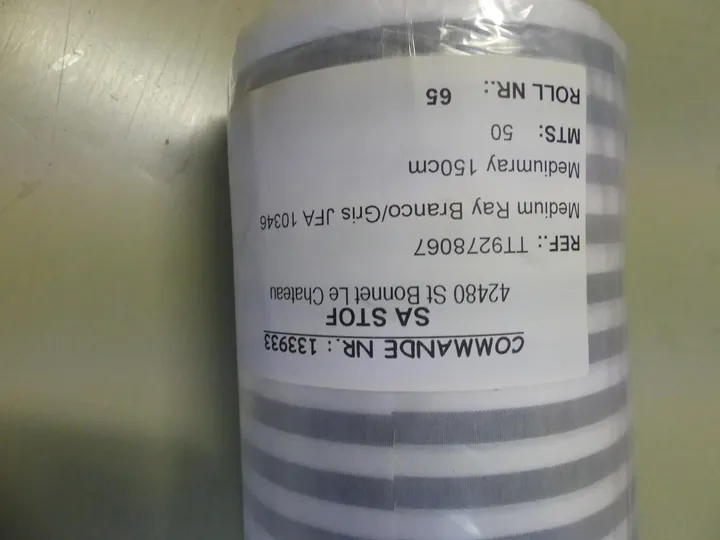 COMMANDE NR.: 133933
SA STOF
42480 St Bonnet Le Chateau
REF.: TT9278067
Medium Ray Branco/Gris JFA 10346
Mediumray 150cm
MTS: 50
ROLL NR.: 65